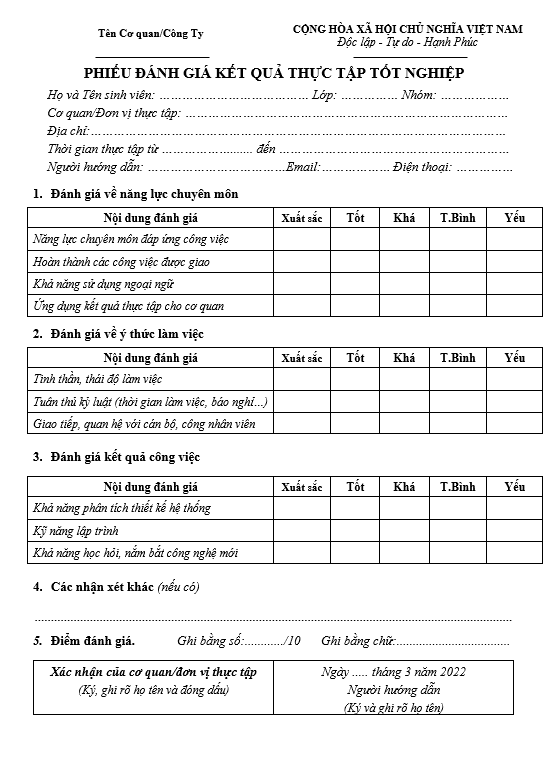 Tên Cơ quan/Công Ty
CỘNG HÒA XÃ HỘI CHỦ NGHĨA VIỆT NAM
Độc lập - Tự do - Hạnh Phúc
PHIẾU ĐÁNH GIÁ KẾT QUẢ THỰC TẬP TỐT NGHIỆP
Họ và Tên sinh viên: ………………………………… Lớp: …………… Nhóm: ………………
Cơ quan/Đơn vị thực tập: …………………………………………………………………………
Địa chỉ:………………………………………………………………………………………………
Thời gian thực tập từ …………………... đến …………………………………………………
Người hướng dẫn: ………………………………Email:……………… Điện thoại: ……………
1. Đánh giá về năng lực chuyên môn
Nội dung đánh giá Xuất sắc Tốt Khá T.Bình Yếu
Năng lực chuyên môn đáp ứng công việc
Hoàn thành các công việc được giao
Khả năng sử dụng ngoại ngữ
Ứng dụng kết quả thực tập cho cơ quan
2. Đánh giá về ý thức làm việc
Nội dung đánh giá Xuất sắc Tốt Khá T.Bình Yếu
Tinh thần, thái độ làm việc
Tuân thủ kỷ luật (thời gian làm việc, báo nghỉ…)
Giao tiếp, quan hệ với cán bộ, công nhân viên
3. Đánh giá kết quả công việc
Nội dung đánh giá Xuất sắc Tốt Khá T.Bình Yếu
Khả năng phân tích thiết kế hệ thống
Kỹ năng lập trình
Khả năng học hỏi, nắm bắt công nghệ mới
4. Các nhận xét khác (nếu có)
........................................................................................................................
5. Điểm đánh giá. Ghi bằng số:............/10 Ghi bằng chữ:...................................
Xác nhận của cơ quan/đơn vị thực tập
(Ký, ghi rõ họ tên và đóng dấu)
Ngày ..... tháng 3 năm 2022
Người hướng dẫn
(Ký và ghi rõ họ tên)